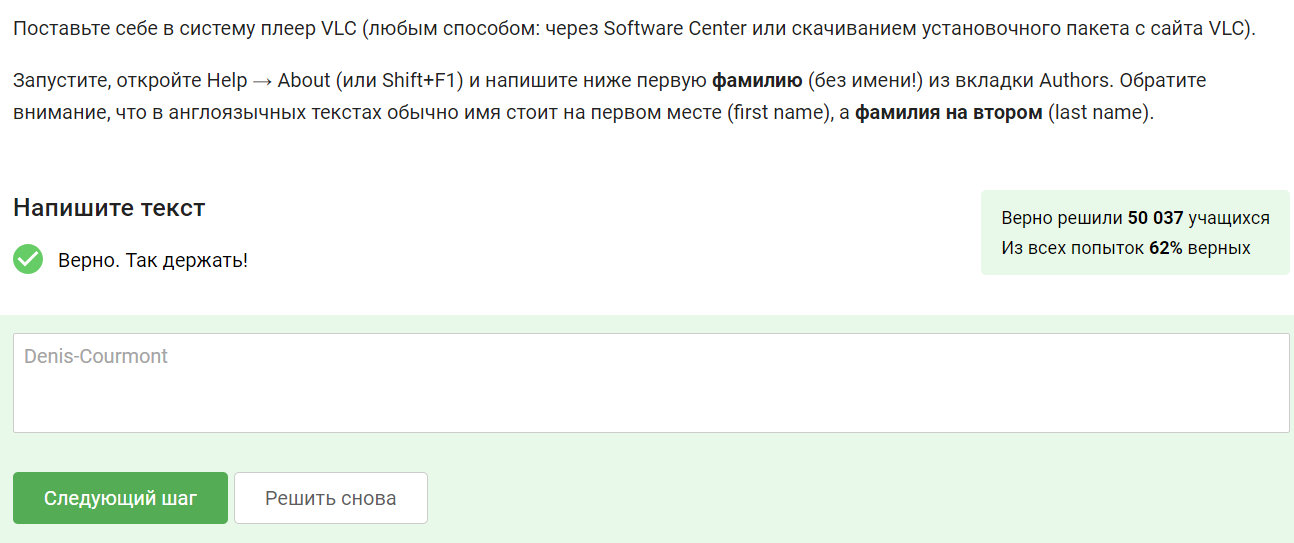 Поставьте себе в систему плеер VLC (любым способом: через Software Center или скачиванием установочного пакета с сайта VLC).
Запустите, откройте Help → About (или Shift+F1) и напишите ниже первую фамилию (без имени!) из вкладки Authors. Обратите
внимание, что в англоязычных текстах обычно имя стоит на первом месте (first name), а фамилия на втором (last name).
Напишите текст
Верно. Так держать!
Верно решили 50 037 учащихся
Из всех попыток 62% верных
Denis-Courmont
Следующий шаг
Решить снова